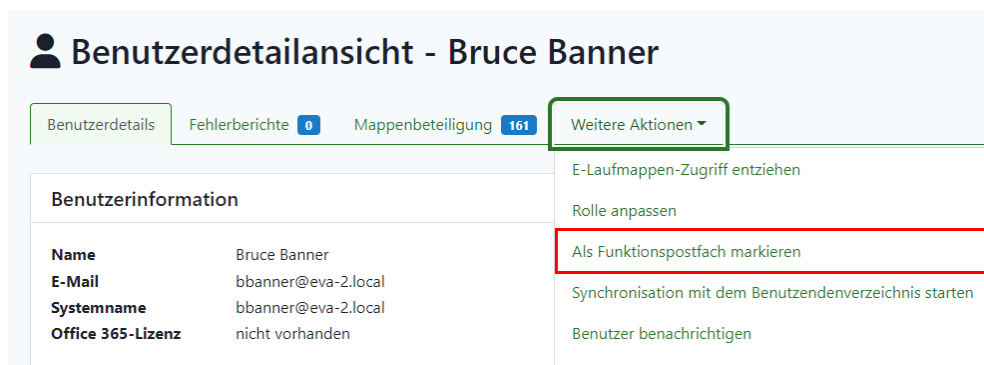 Benutzerdetailansicht - Bruce Banner
Benutzerdetails Fehlerberichte 0 Mappenbeteiligung 161 Weitere Aktionen
E-Laufmappen-Zugriff entziehen
Rolle anpassen
Als Funktionspostfach markieren
Synchronisation mit dem Benutzendenverzeichnis starten
Benutzer benachrichtigen
Benutzerinformation
Name Bruce Banner
E-Mail bbanner@eva-2.local
Systemname bbanner@eva-2.local
Office 365-Lizenz nicht vorhanden